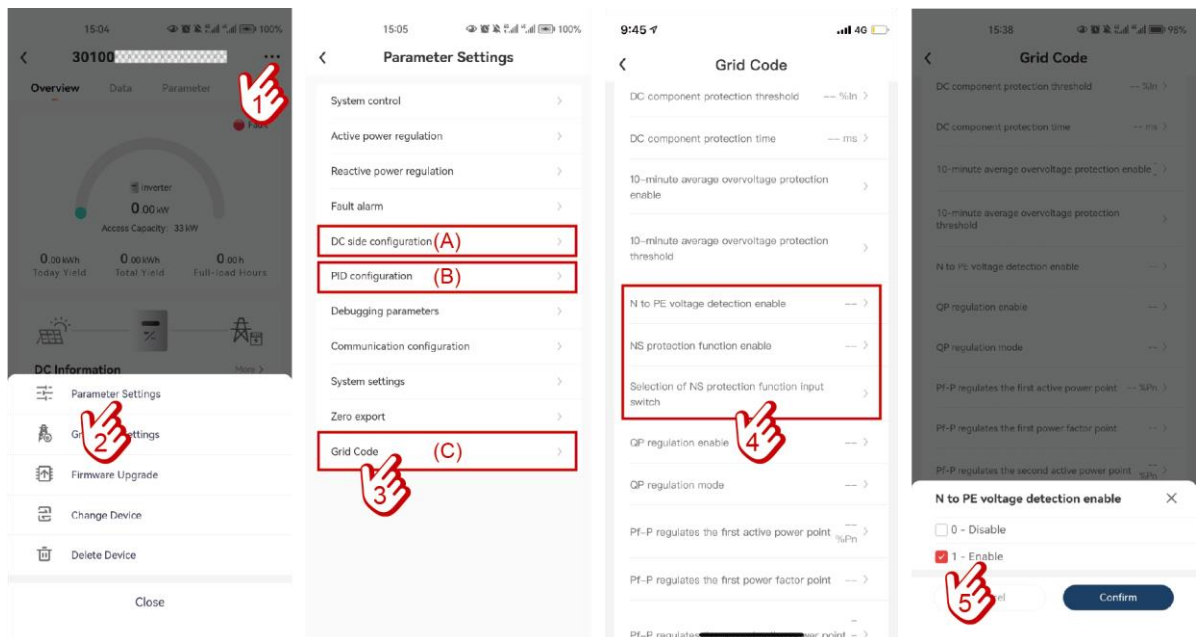 15:04
100%
30100
1
Overview Data Parameter
inverter
0.00 kW
Access Capacity: 33 kW
0.00 kWh
Today Yield
0.00 kWh
Total Yield
0.00 h
Full-load Hours
DC Information
More >
Parameter Settings
2
Firmware Upgrade
Change Device
Delete Device
Close
15:05
100%
Parameter Settings
System control
Active power regulation
Reactive power regulation
Fault alarm
DC side configuration (A)
PID configuration (B)
Debugging parameters
Communication configuration
System settings
Zero export
Grid Code (C)
3
9:45
4G
Grid Code
DC component protection threshold -- %In >
DC component protection time -- ms >
10-minute average overvoltage protection
enable
10-minute average overvoltage protection
threshold
N to PE voltage detection enable -- >
NS protection function enable -- >
Selection of NS protection function input
switch
4
QP regulation enable -- >
QP regulation mode -- >
Pf-P regulates the first active power point -- %Pn >
Pf-P regulates the first power factor point -- >
Pf-P regulates
15:38
98%
Grid Code
DC component protection threshold -- %In >
DC component protection time -- ms >
10-minute average overvoltage protection enable
10-minute average overvoltage protection
threshold
N to PE voltage detection enable -- >
QP regulation enable -- >
QP regulation mode -- >
Pf-P regulates the first active power point -- %Pn >
Pf-P regulates the first power factor point -- >
Pf-P regulates the second active power point -- %Pn >
N to PE voltage detection enable
0 - Disable
1 - Enable
5
Confirm